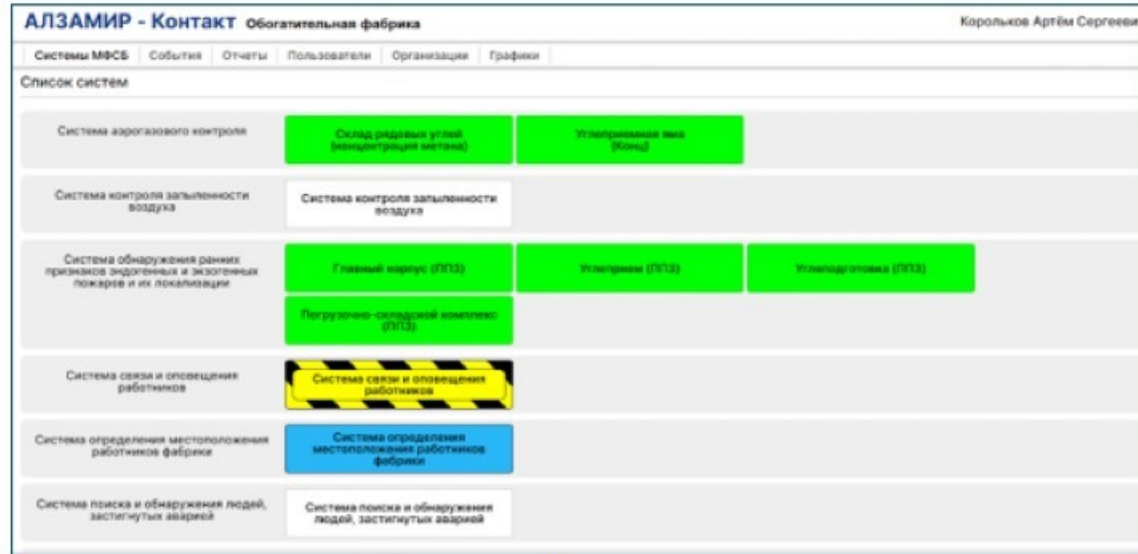 АЛЗАМИР - Контакт Обогатительная фабрика
Корольков Артём Сергееви
Системы МФСБ События Отчеты Пользователи Организации Графики
Список систем
Система аэрогазового контроля
Склад рядовых углей
(концентрация метана)
Углеприемная яма
(Конц)
Система контроля запыленности
воздуха
Система контроля запыленности
воздуха
Система обнаружения ранних
признаков эндогенных и экзогенных
пожаров и их локализации
Главный корпус (ППЗ)
Углеприем (ППЗ)
Углеподготовка (ППЗ)
Погрузочно-складской комплекс
(ППЗ)
Система связи и оповещения
работников
Система связи и оповещения
работников
Система определения местоположения
работников фабрики
Система определения
местоположения работников
фабрики
Система поиска и обнаружения людей,
застигнутых аварией
Система поиска и обнаружения
людей, застигнутых аварией